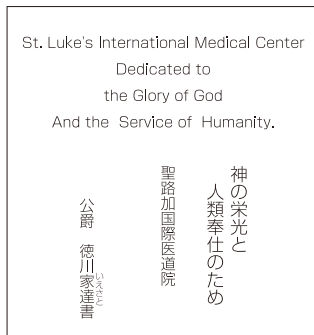 St. Luke's International Medical Center
Dedicated to
the Glory of God
And the Service of Humanity.
神の栄光と
人類奉仕のため
聖路加国際医道院
公爵 徳川家達書
いえさと